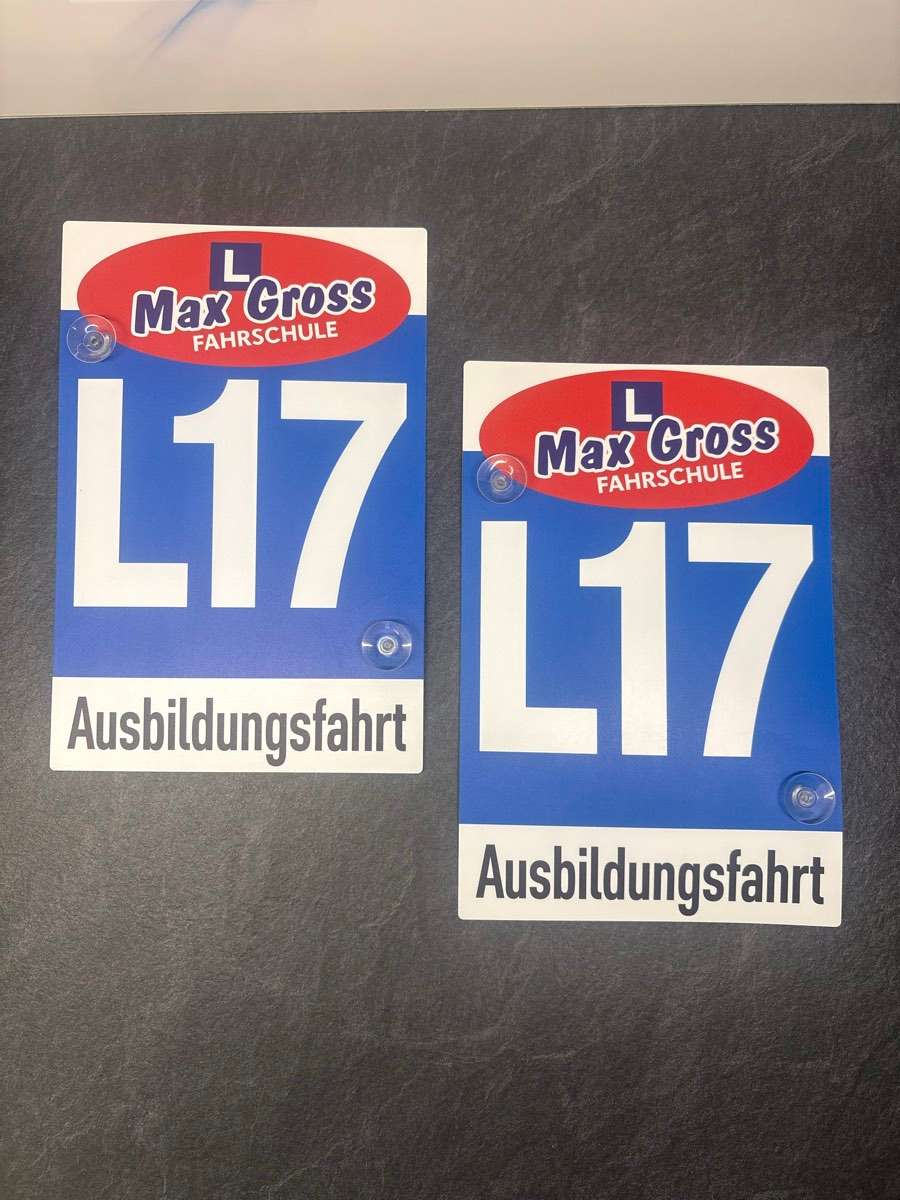 L
Max Gross
FAHRSCHULE
L17
Ausbildungsfahrt
L
Max Gross
FAHRSCHULE
L17
Ausbildungsfahrt